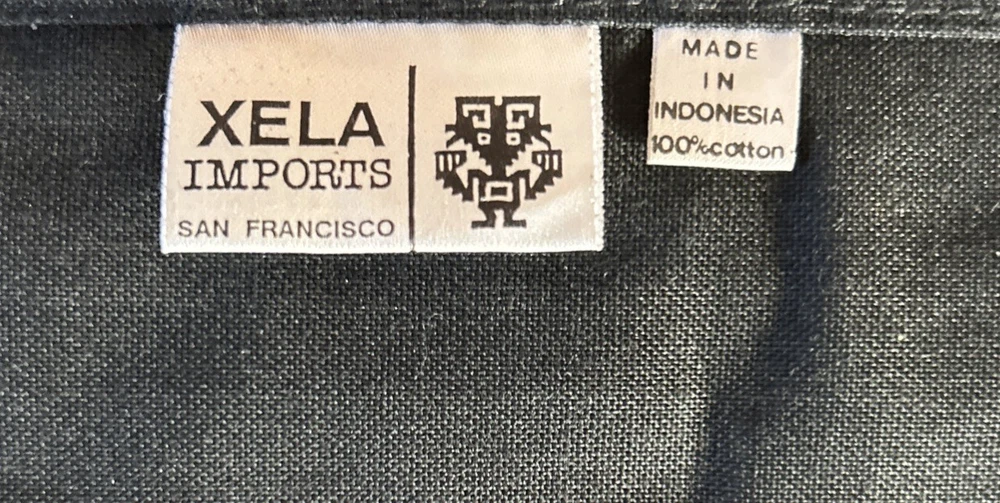 XELA
IMPORTS
SAN FRANCISCO
MADE
IN
INDONESIA
100% cotton